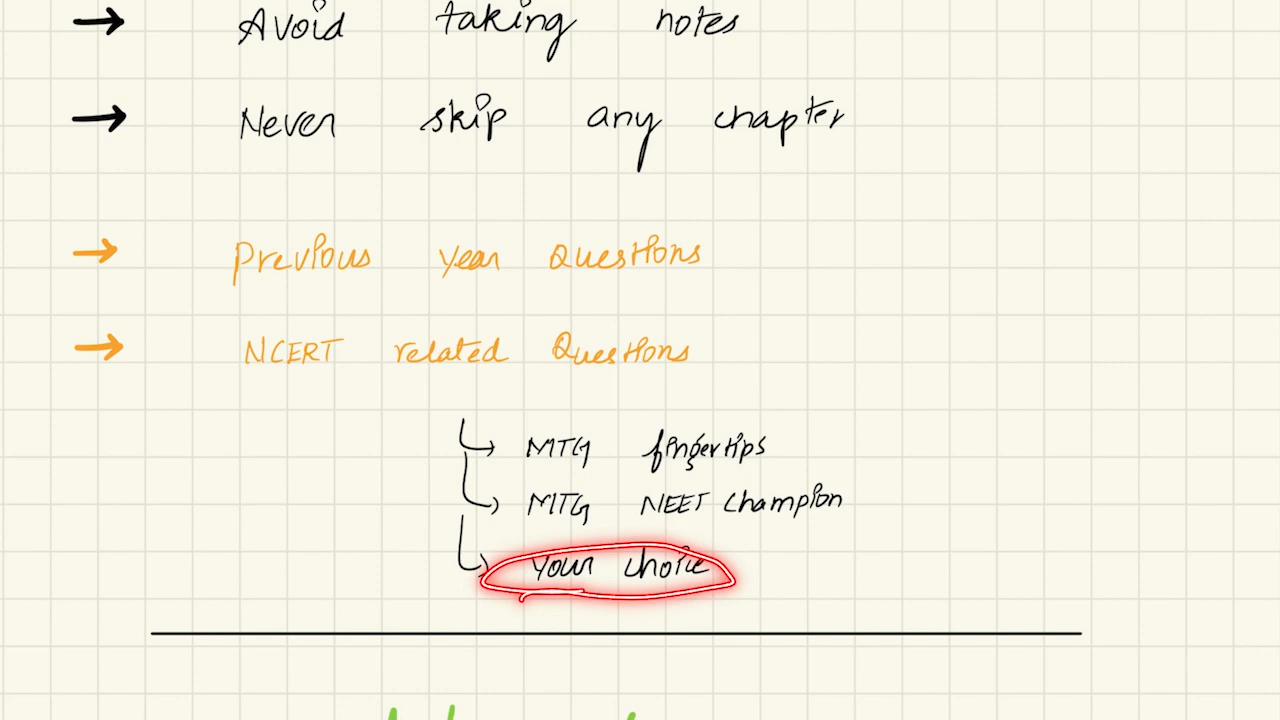 → Avoid taking notes
→ Never skip any chapter
→ Previous year Questions
→ NCERT related Questions
MTG fingertips
MTG NEET Champion
your choice